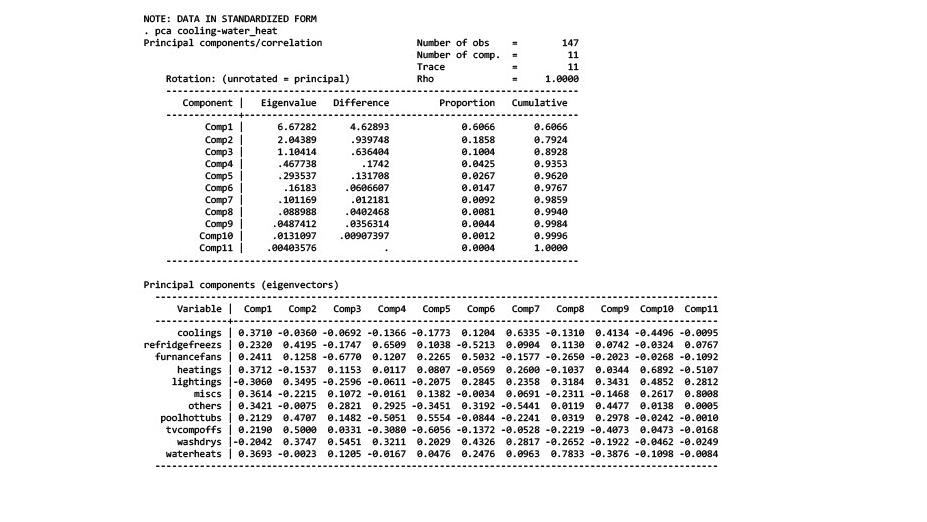 NOTE: DATA IN STANDARDIZED FORM
. pca cooling-water_heat
Principal components/correlation Number of obs = 147
Number of comp. = 11
Trace = 11
Rotation: (unrotated = principal) Rho = 1.0000
Component | Eigenvalue Difference Proportion Cumulative
Comp1 | 6.67282 4.62893 0.6066 0.6066
Comp2 | 2.04389 .939748 0.1858 0.7924
Comp3 | 1.10414 .636404 0.1004 0.8928
Comp4 | .467738 .1742 0.0425 0.9353
Comp5 | .293537 .131708 0.0267 0.9620
Comp6 | .16183 .0606607 0.0147 0.9767
Comp7 | .101169 .012181 0.0092 0.9859
Comp8 | .088988 .0402468 0.0081 0.9940
Comp9 | .0487412 .0356314 0.0044 0.9984
Comp10 | .0131097 .00907397 0.0012 0.9996
Comp11 | .00403576 . 0.0004 1.0000
Principal components (eigenvectors)
Variable | Comp1 Comp2 Comp3 Comp4 Comp5 Comp6 Comp7 Comp8 Comp9 Comp10 Comp11
coolings | 0.3710 -0.0360 -0.0692 -0.1366 -0.1773 0.1204 0.6335 -0.1310 0.4134 -0.4496 -0.0095
refridgefreezs | 0.2320 0.4195 -0.1747 0.6509 0.1038 -0.5213 0.0904 0.1130 0.0742 -0.0324 0.0767
furnancefans | 0.2411 0.1258 -0.6770 0.1207 0.2265 0.5032 -0.1577 -0.2650 -0.2023 -0.0268 -0.1092
heatings | 0.3712 -0.1537 0.1153 0.0117 0.0807 -0.0569 0.2600 -0.1037 0.0344 0.6892 -0.5107
lightings |-0.3060 0.3495 -0.2596 -0.0611 -0.2075 0.2845 0.2358 0.3184 0.3431 0.4852 0.2812
miscs | 0.3614 -0.2215 0.1072 -0.0161 0.1382 -0.0034 0.0691 -0.2311 -0.1468 0.2617 0.8008
others | 0.3421 -0.0075 0.2821 0.2925 -0.3451 0.3192 -0.5441 0.0119 0.4477 0.0138 0.0005
poolhottubs | 0.2129 0.4707 0.1482 -0.5051 0.5554 -0.0844 -0.2241 0.0319 0.2978 -0.0242 -0.0010
tvcompoffs | 0.2190 0.5000 0.0331 -0.3080 -0.6056 -0.1372 -0.0528 -0.2219 -0.4073 0.0473 -0.0168
washdrys |-0.2042 0.3747 0.5451 0.3211 0.2029 0.4326 0.2817 -0.2652 -0.1922 -0.0462 -0.0249
waterheats | 0.3693 -0.0023 0.1205 -0.0167 0.0476 0.2476 0.0963 0.7833 -0.3876 -0.1098 -0.0084